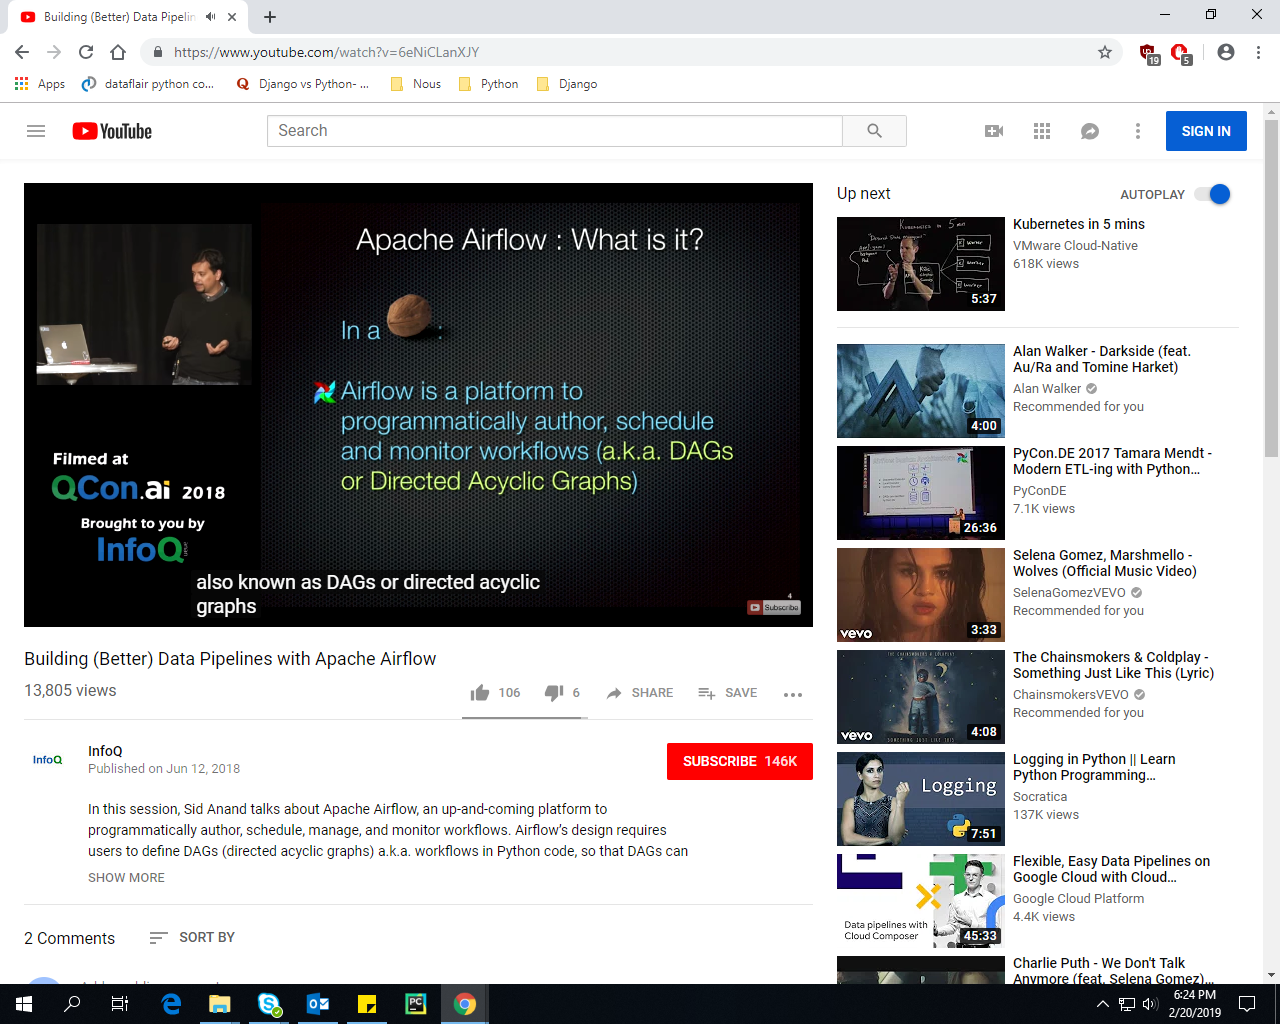 Building (Better) Data Pipelin
https://www.youtube.com/watch?v=6eNiCLanXJY
19
5
Apps
dataflair python co...
Django vs Python- ...
Nous
Python
Django
YouTube
Search
SIGN IN
Apache Airflow : What is it?
In a :
Airflow is a platform to
programmatically author, schedule
and monitor workflows (a.k.a. DAGs
or Directed Acyclic Graphs)
Filmed at
QCon.ai 2018
Brought to you by
InfoQ
also known as DAGs or directed acyclic
graphs
4
Subscribe
Building (Better) Data Pipelines with Apache Airflow
13,805 views
106
6
SHARE
SAVE
InfoQ
InfoQ
Published on Jun 12, 2018
SUBSCRIBE 146K
In this session, Sid Anand talks about Apache Airflow, an up-and-coming platform to
programmatically author, schedule, manage, and monitor workflows. Airflow's design requires
users to define DAGs (directed acyclic graphs) a.k.a. workflows in Python code, so that DAGs can
SHOW MORE
2 Comments
SORT BY
Up next
AUTOPLAY
5:37
Kubernetes in 5 mins
VMware Cloud-Native
618K views
4:00
Alan Walker - Darkside (feat.
Au/Ra and Tomine Harket)
Alan Walker
Recommended for you
26:36
PyCon.DE 2017 Tamara Mendt -
Modern ETL-ing with Python...
PyConDE
7.1K views
vevo
3:33
Selena Gomez, Marshmello -
Wolves (Official Music Video)
SelenaGomezVEVO
Recommended for you
THE CHAINSMOKERS & COLDPLAY
SOMETHING JUST LIKE THIS
vevo
4:08
The Chainsmokers & Coldplay -
Something Just Like This (Lyric)
ChainsmokersVEVO
Recommended for you
Logging
7:51
Logging in Python || Learn
Python Programming...
Socratica
137K views
Data pipelines with
Cloud Composer
45:33
Flexible, Easy Data Pipelines on
Google Cloud with Cloud...
Google Cloud Platform
4.4K views
Charlie Puth - We Don't Talk
Anymore (feat. Selena Gomez)...
PC
6:24 PM
2/20/2019